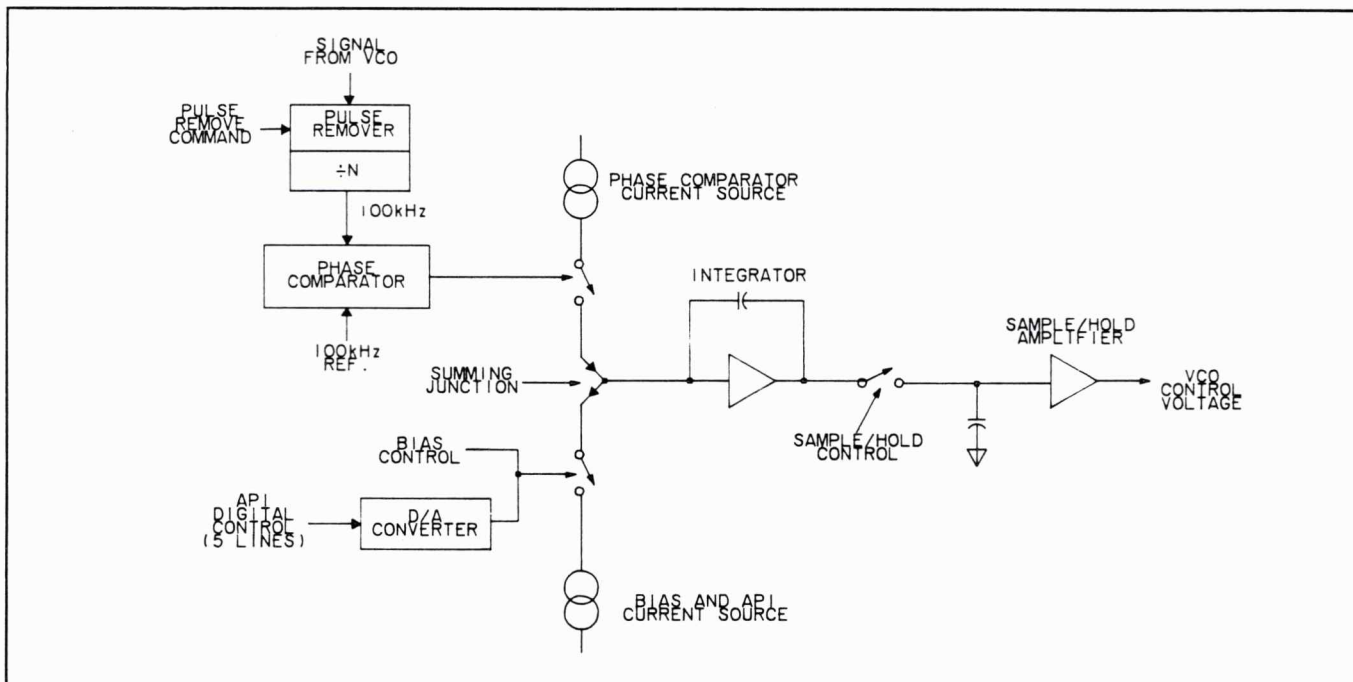 SIGNAL
FROM VCO
PULSE
REMOVE
COMMAND
PULSE
REMOVER
÷N
100kHz
PHASE
COMPARATOR
100kHz
REF.
PHASE COMPARATOR
CURRENT SOURCE
INTEGRATOR
SAMPLE/HOLD
AMPLIFIER
SUMMING
JUNCTION
VCO
CONTROL
VOLTAGE
SAMPLE/HOLD
CONTROL
BIAS
CONTROL
API
DIGITAL
CONTROL
(5 LINES)
D/A
CONVERTER
BIAS AND API
CURRENT SOURCE